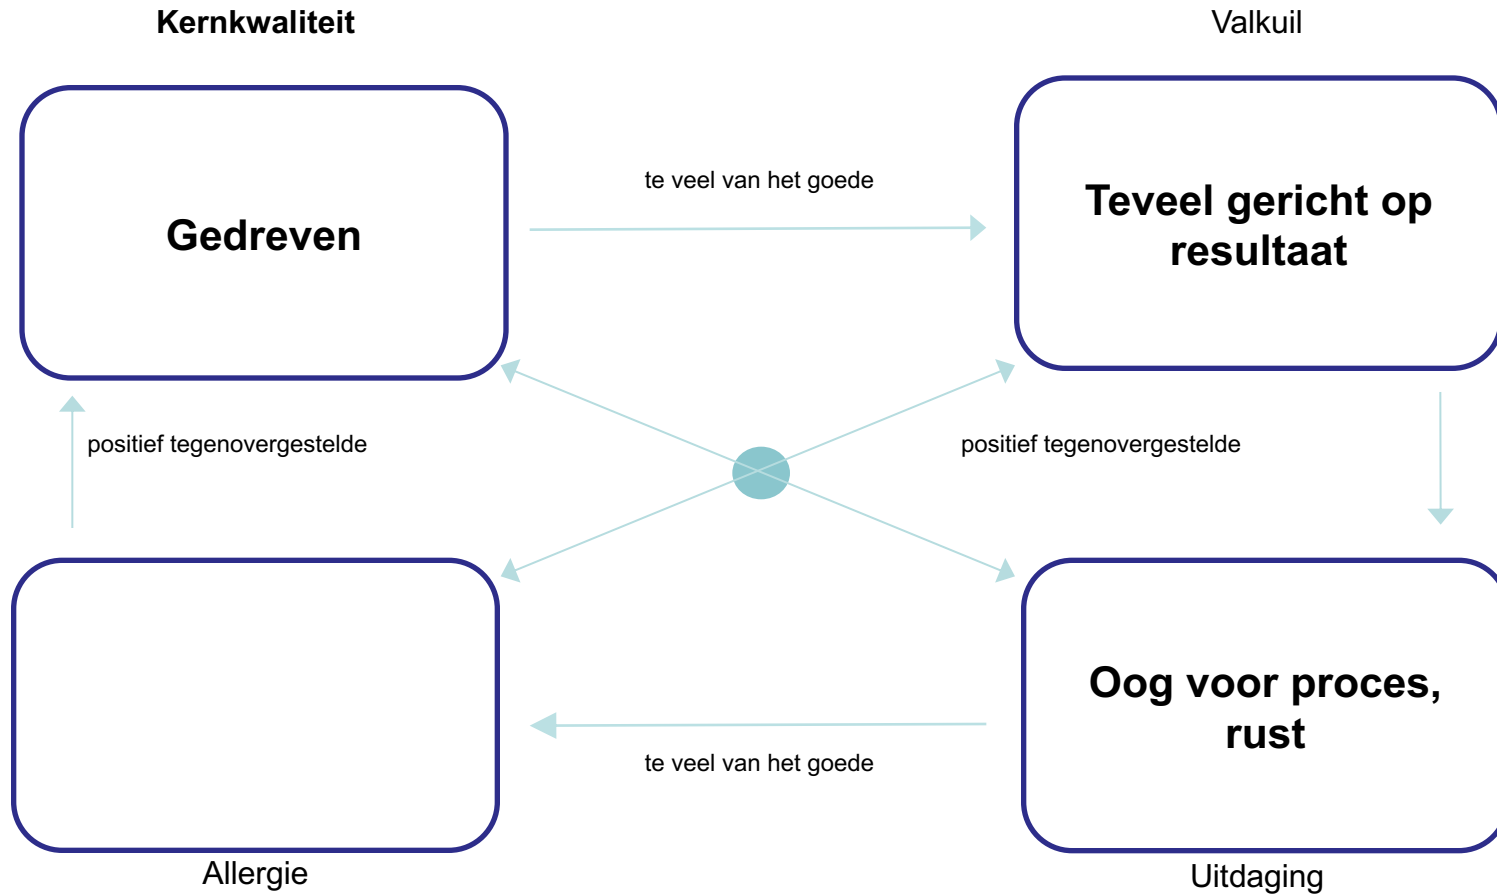 Kernkwaliteit
Valkuil
Gedreven
te veel van het goede
Teveel gericht op
resultaat
positief tegenovergestelde
positief tegenovergestelde
Oog voor proces,
rust
te veel van het goede
Allergie
Uitdaging